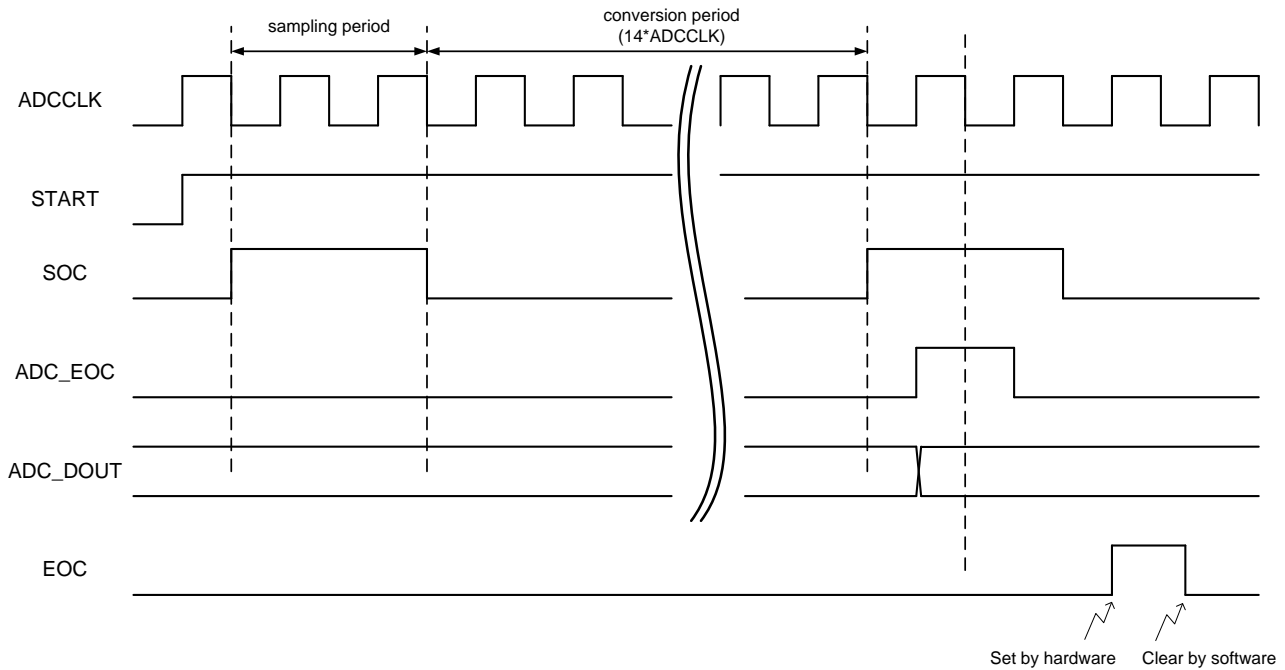 sampling period
conversion period
(14*ADCCLK)
ADCCLK
START
SOC
ADC_EOC
ADC_DOUT
EOC
Set by hardware
Clear by software